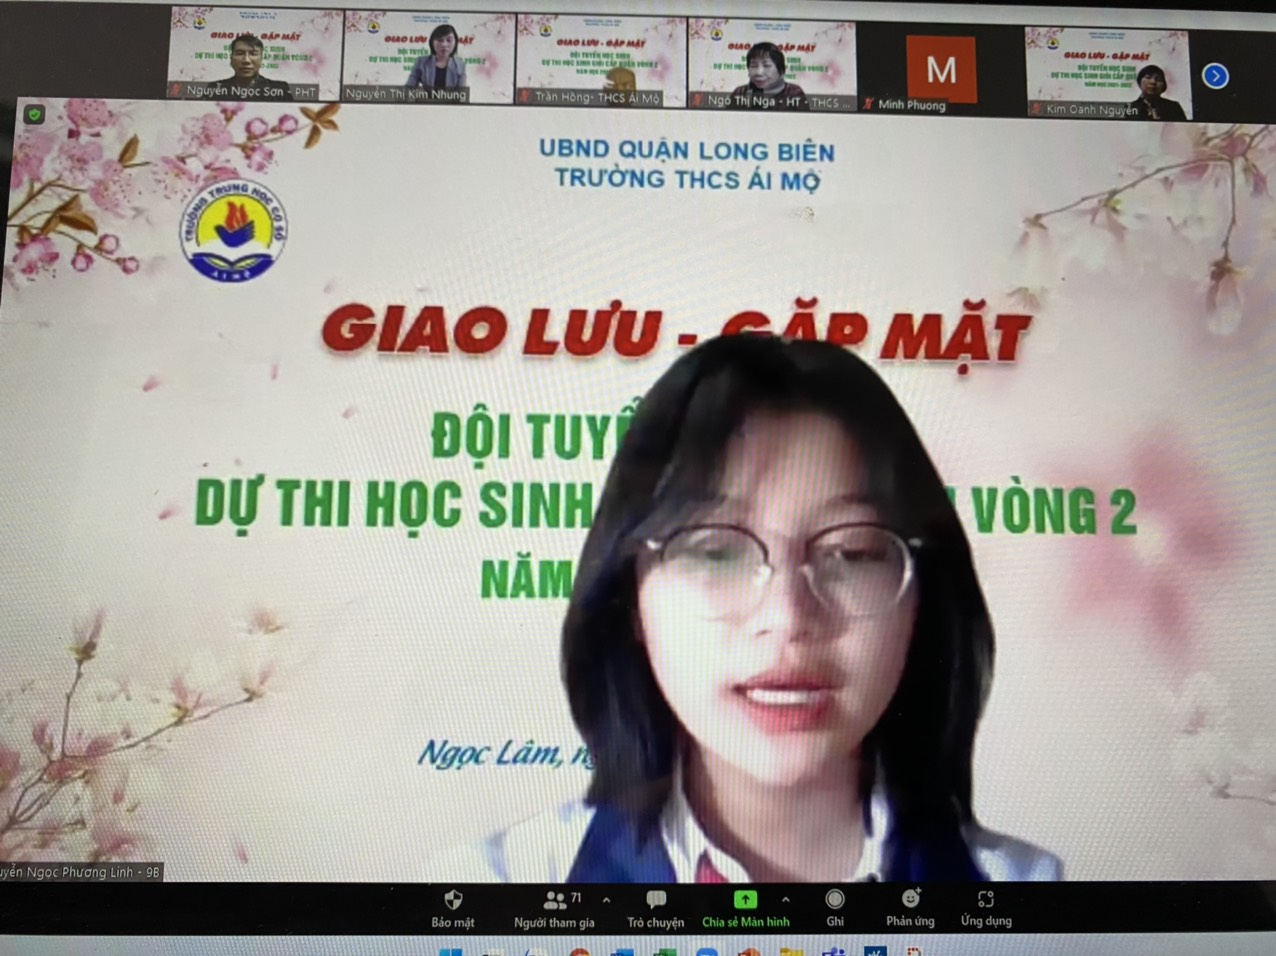 Nguyễn Ngọc Sơn - PHT
Nguyễn Thị Kim Nhung
Trần Hồng- THCS Ái Mộ
Ngô Thị Nga - HT - THCS ...
M
Minh Phuong
Kim Oanh Nguyễn
UBND QUẬN LONG BIÊN
TRƯỜNG THCS ÁI MỘ
TRƯỜNG TRUNG HỌC CƠ SỞ
ÁI MỘ
GIAO LƯU - GẶP MẶT
ĐỘI
DỰ THI HỌC SINH VÒNG 2
NĂM
Ngọc Lâm,
Ngọc Phương Linh - 9B
71
Bảo mật
Người tham gia
Trò chuyện
Chia sẻ Màn hình
Ghi
Phản ứng
Ứng dụng